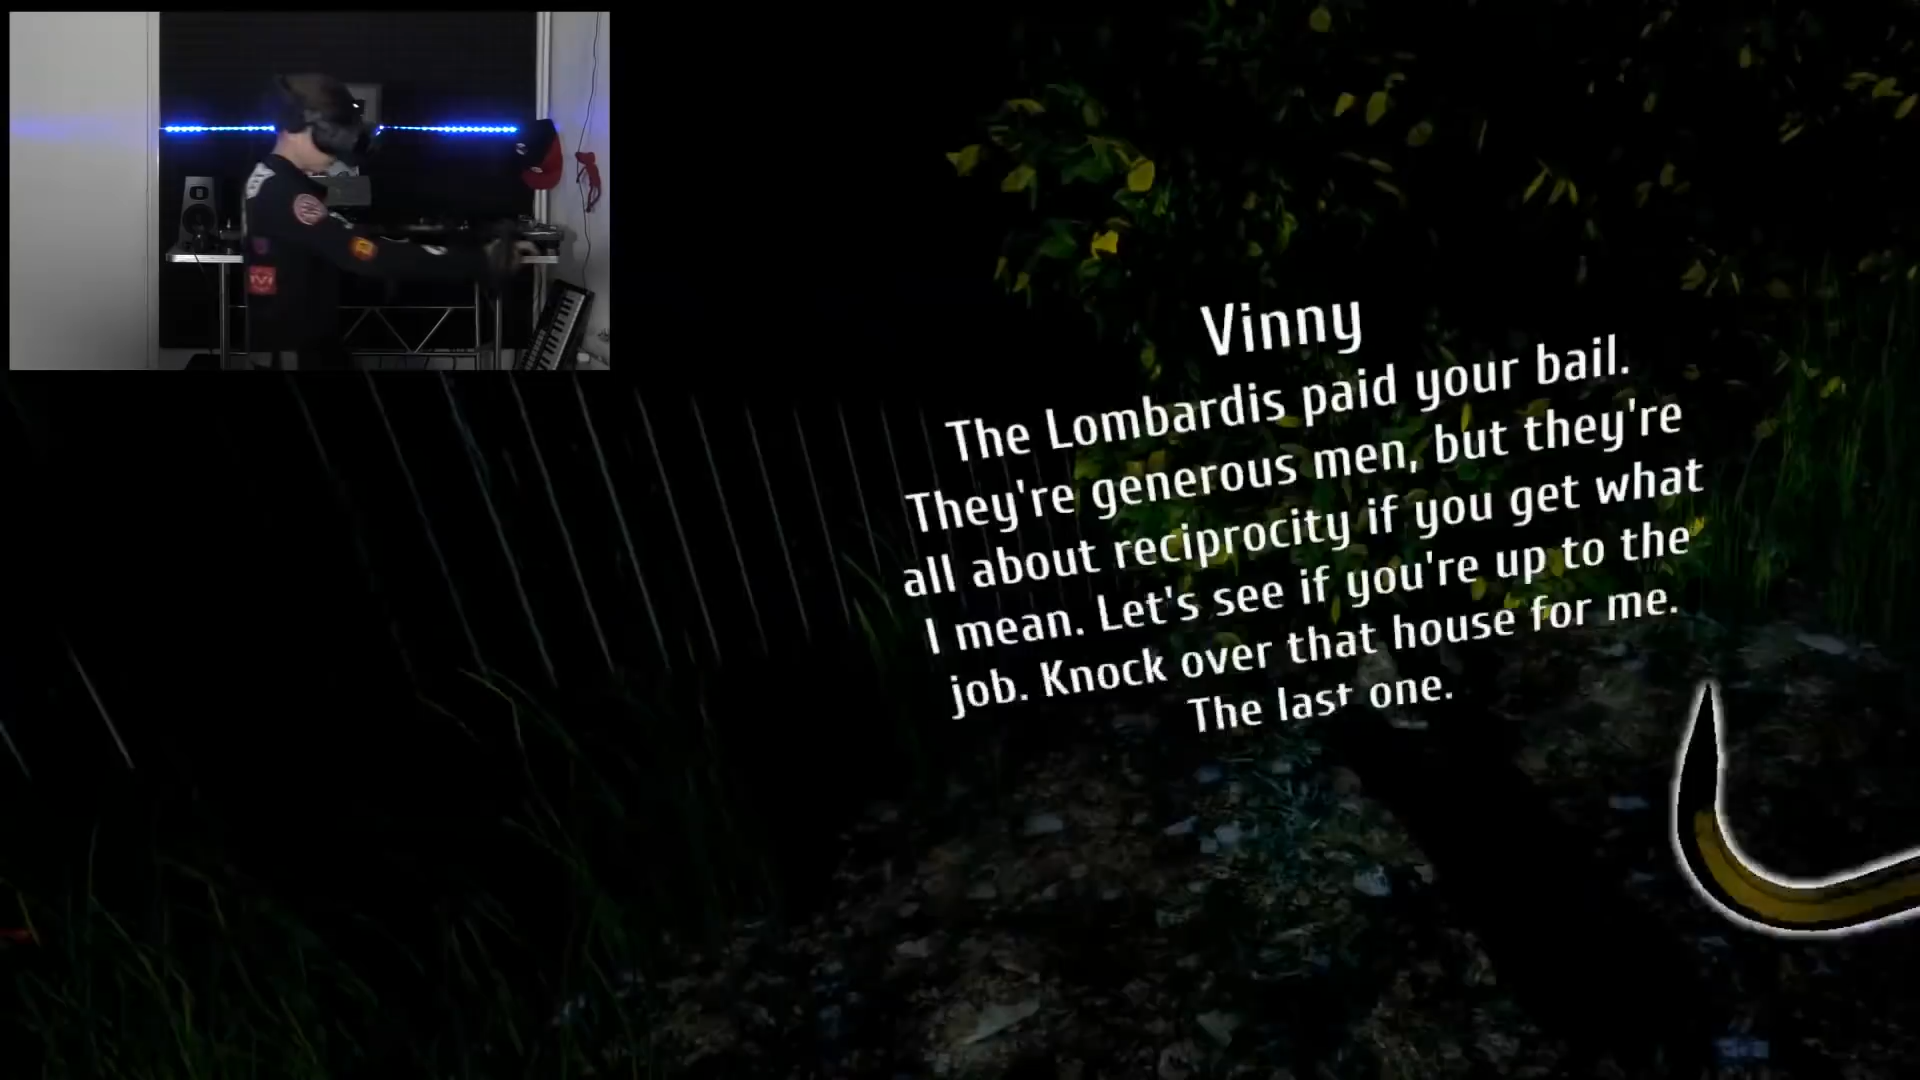 Vinny
The Lombardis paid your bail.
They're generous men, but they're
all about reciprocity if you get what
I mean. Let's see if you're up to the
job. Knock over that house for me.
The last one.